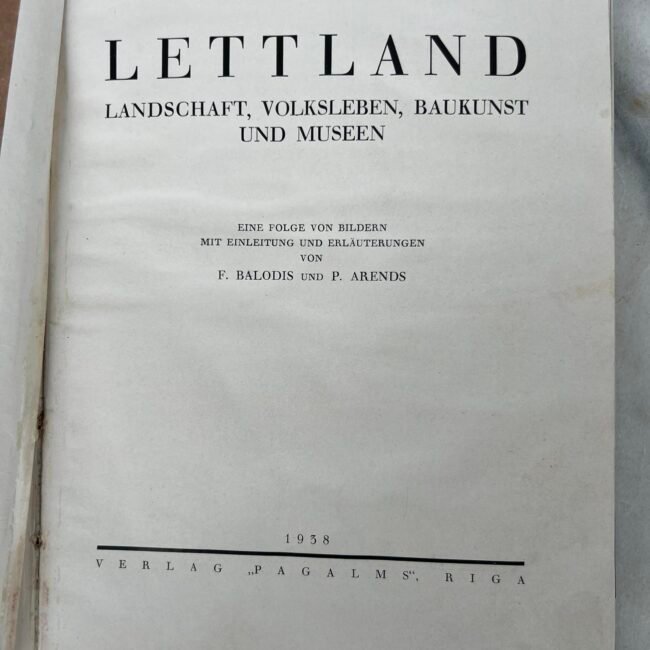 LETTLAND
LANDSCHAFT, VOLKSLEBEN, BAUKUNST
UND MUSEEN
EINE FOLGE VON BILDERN
MIT EINLEITUNG UND ERLÄUTERUNGEN
VON
F. BALODIS UND P. ARENDS
1938
VERLAG „PAGALMS“, RIGA